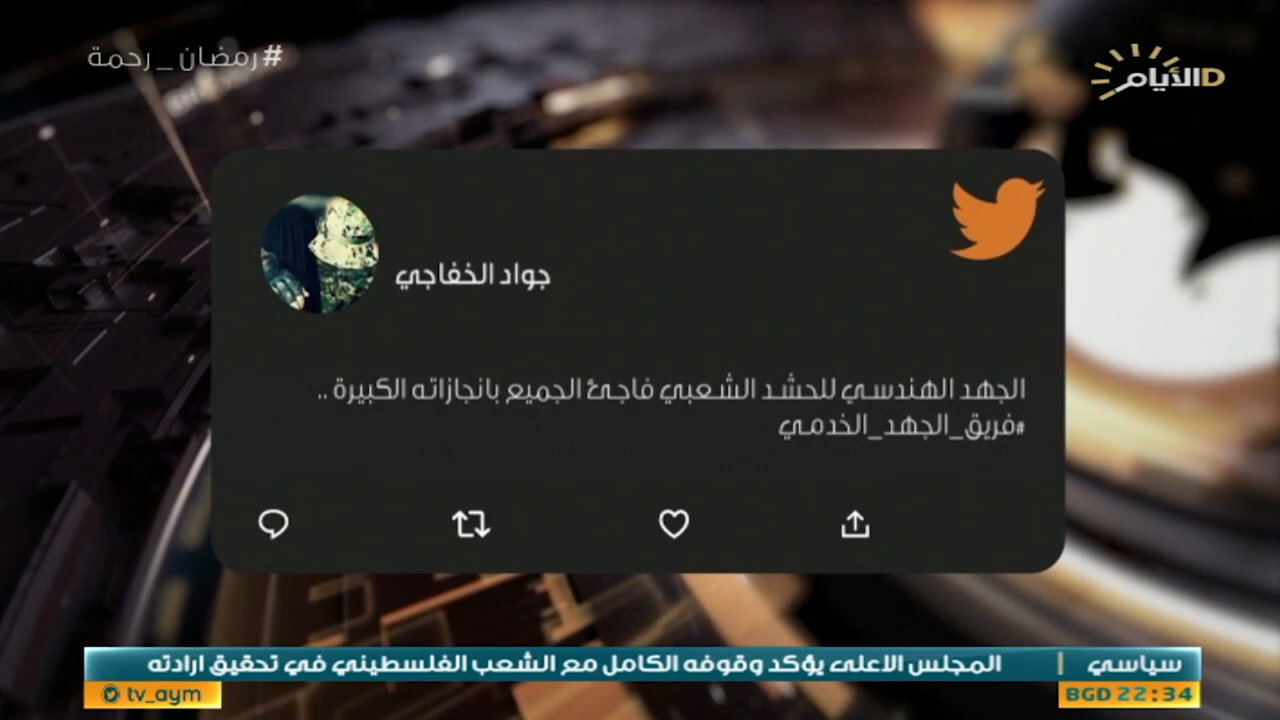 #رمضان_رحمة
الأيام
جواد الخفاجي
الجهد الهندسي للحشد الشعبي فاجئ الجميع بانجازاته الكبيرة ..
#فريق_الجهد_الخدمي
سياسي | المجلس الاعلى يؤكد وقوفه الكامل مع الشعب الفلسطيني في تحقيق ارادته
BGD 22:34
tv_aym